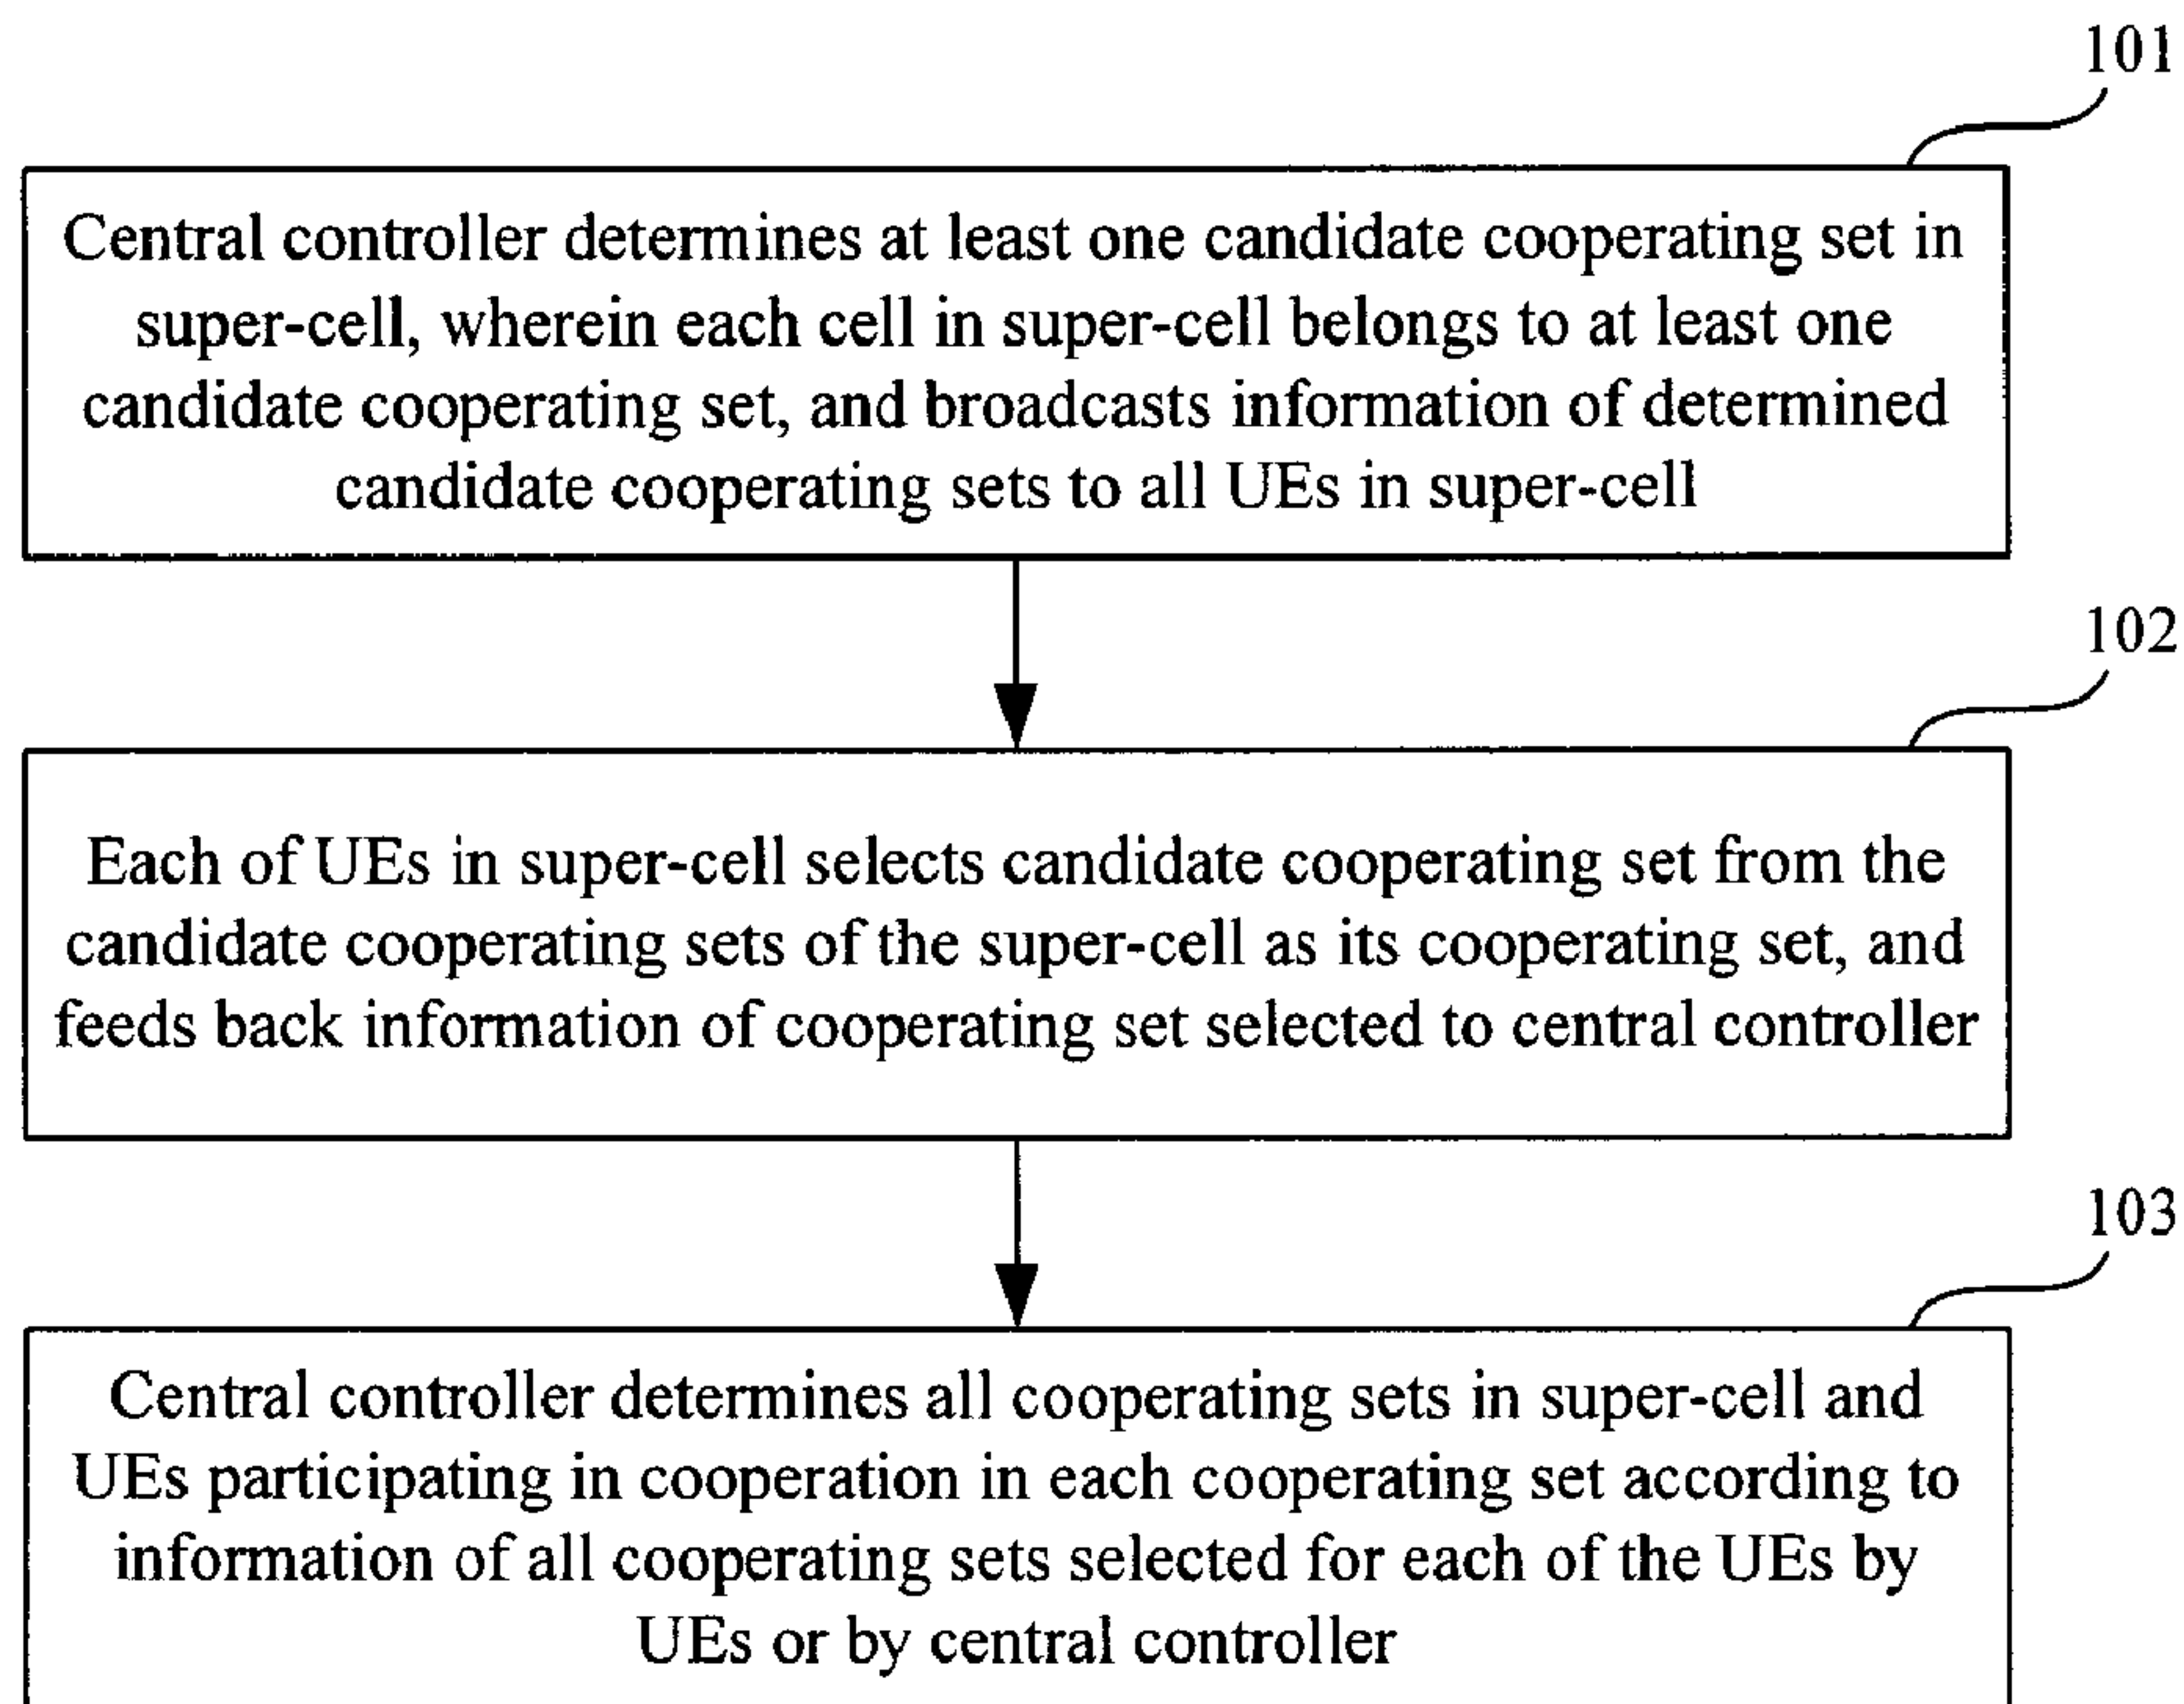 101
Central controller determines at least one candidate cooperating set in
super-cell, wherein each cell in super-cell belongs to at least one
candidate cooperating set, and broadcasts information of determined
candidate cooperating sets to all UEs in super-cell
102
Each of UEs in super-cell selects candidate cooperating set from the
candidate cooperating sets of the super-cell as its cooperating set, and
feeds back information of cooperating set selected to central controller
103
Central controller determines all cooperating sets in super-cell and
UEs participating in cooperation in each cooperating set according to
information of all cooperating sets selected for each of the UEs by
UEs or by central controller